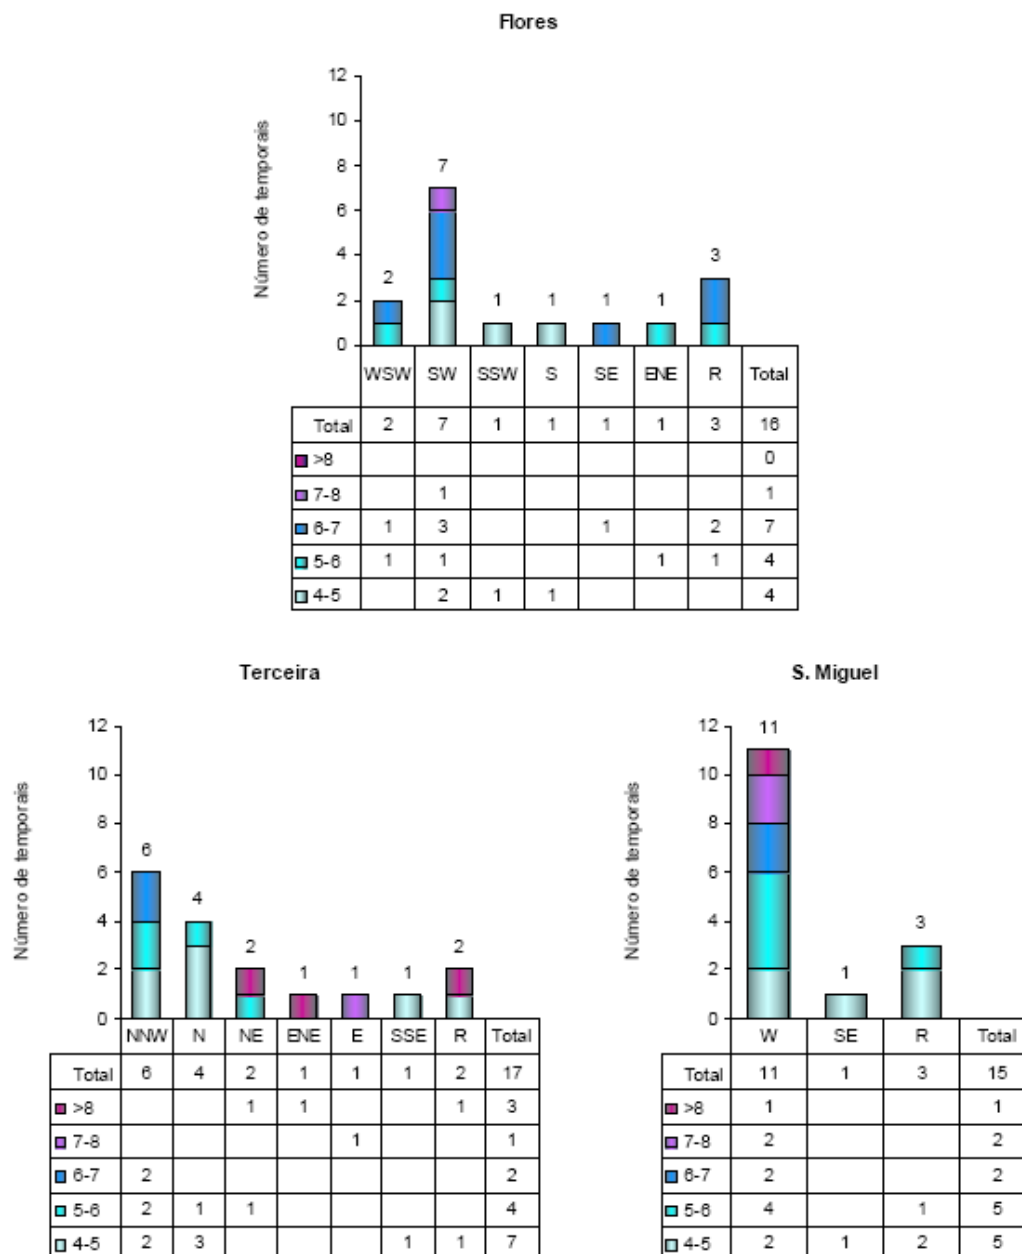 Flores
Número de temporais
12
10
8
6
4
2
0
2
7
1
1
1
1
3
WSW SW SSW S SE ENE R Total
Total 2 7 1 1 1 1 3 16
>8 0
7-8 1 1
6-7 1 3 1 2 7
5-6 1 1 1 1 4
4-5 2 1 1 4
Terceira
Número de temporais
12
10
8
6
4
2
0
6
4
2
1
1
1
2
NNW N NE ENE E SSE R Total
Total 6 4 2 1 1 1 2 17
>8 1 1 1 3
7-8 1 1
6-7 2 2
5-6 2 1 1 4
4-5 2 3 1 1 7
S. Miguel
Número de temporais
12
10
8
6
4
2
0
11
1
3
W SE R Total
Total 11 1 3 15
>8 1 1
7-8 2 2
6-7 2 2
5-6 4 1 5
4-5 2 1 2 5